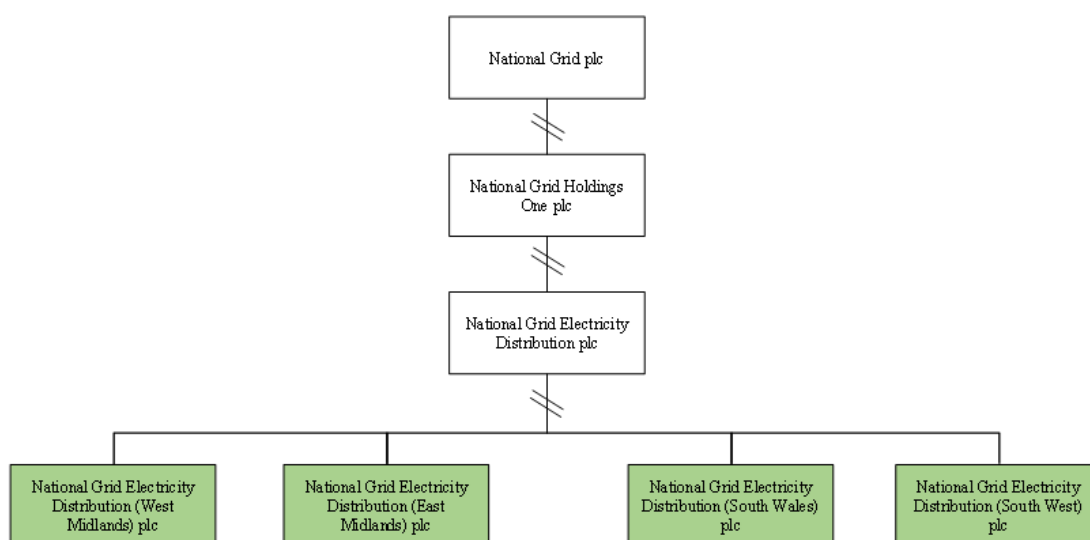 National Grid plc
National Grid Holdings
One plc
National Grid Electricity
Distribution plc
National Grid Electricity
Distribution (West
Midlands) plc
National Grid Electricity
Distribution (East
Midlands) plc
National Grid Electricity
Distribution (South Wales)
plc
National Grid Electricity
Distribution (South West)
plc